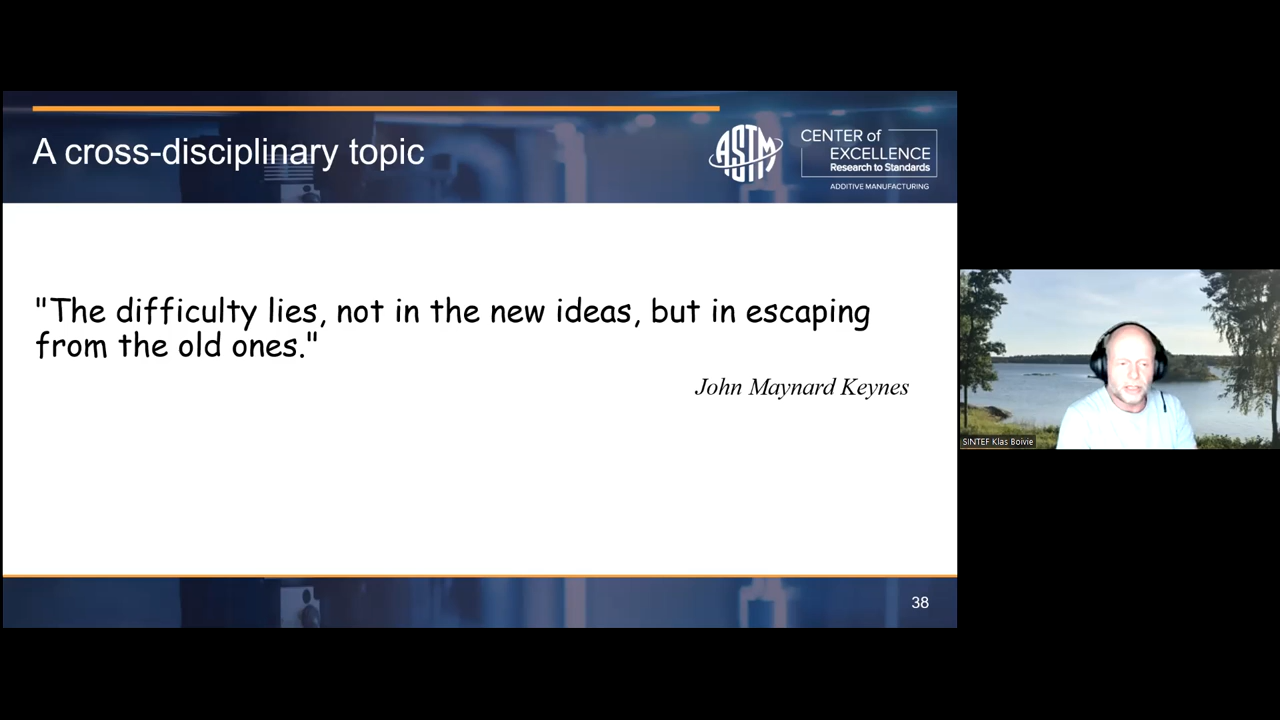 A cross-disciplinary topic
ASTM
CENTER of
EXCELLENCE
Research to Standards
ADDITIVE MANUFACTURING
"The difficulty lies, not in the new ideas, but in escaping
from the old ones."
John Maynard Keynes
SINTEF Klas Boivie
38